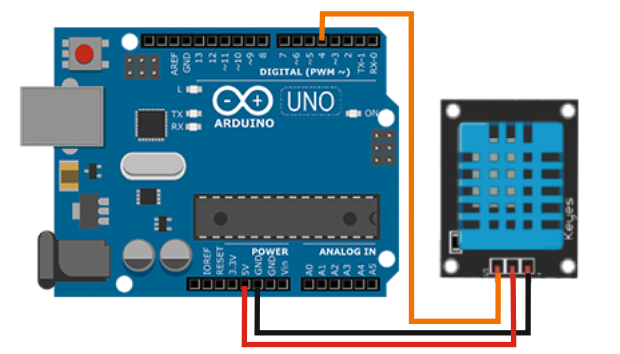 AREF
GND
13
12
~11
~10
~9
8
7
~6
~5
4
~3
2
TX-1
RX-0
DIGITAL (PWM ~)
L
TX
RX
ARDUINO
UNO
ON
POWER
ANALOG IN
IOREF
RESET
3.3V
5V
GND
GND
Vin
A0
A1
A2
A3
A4
A5
Keyes